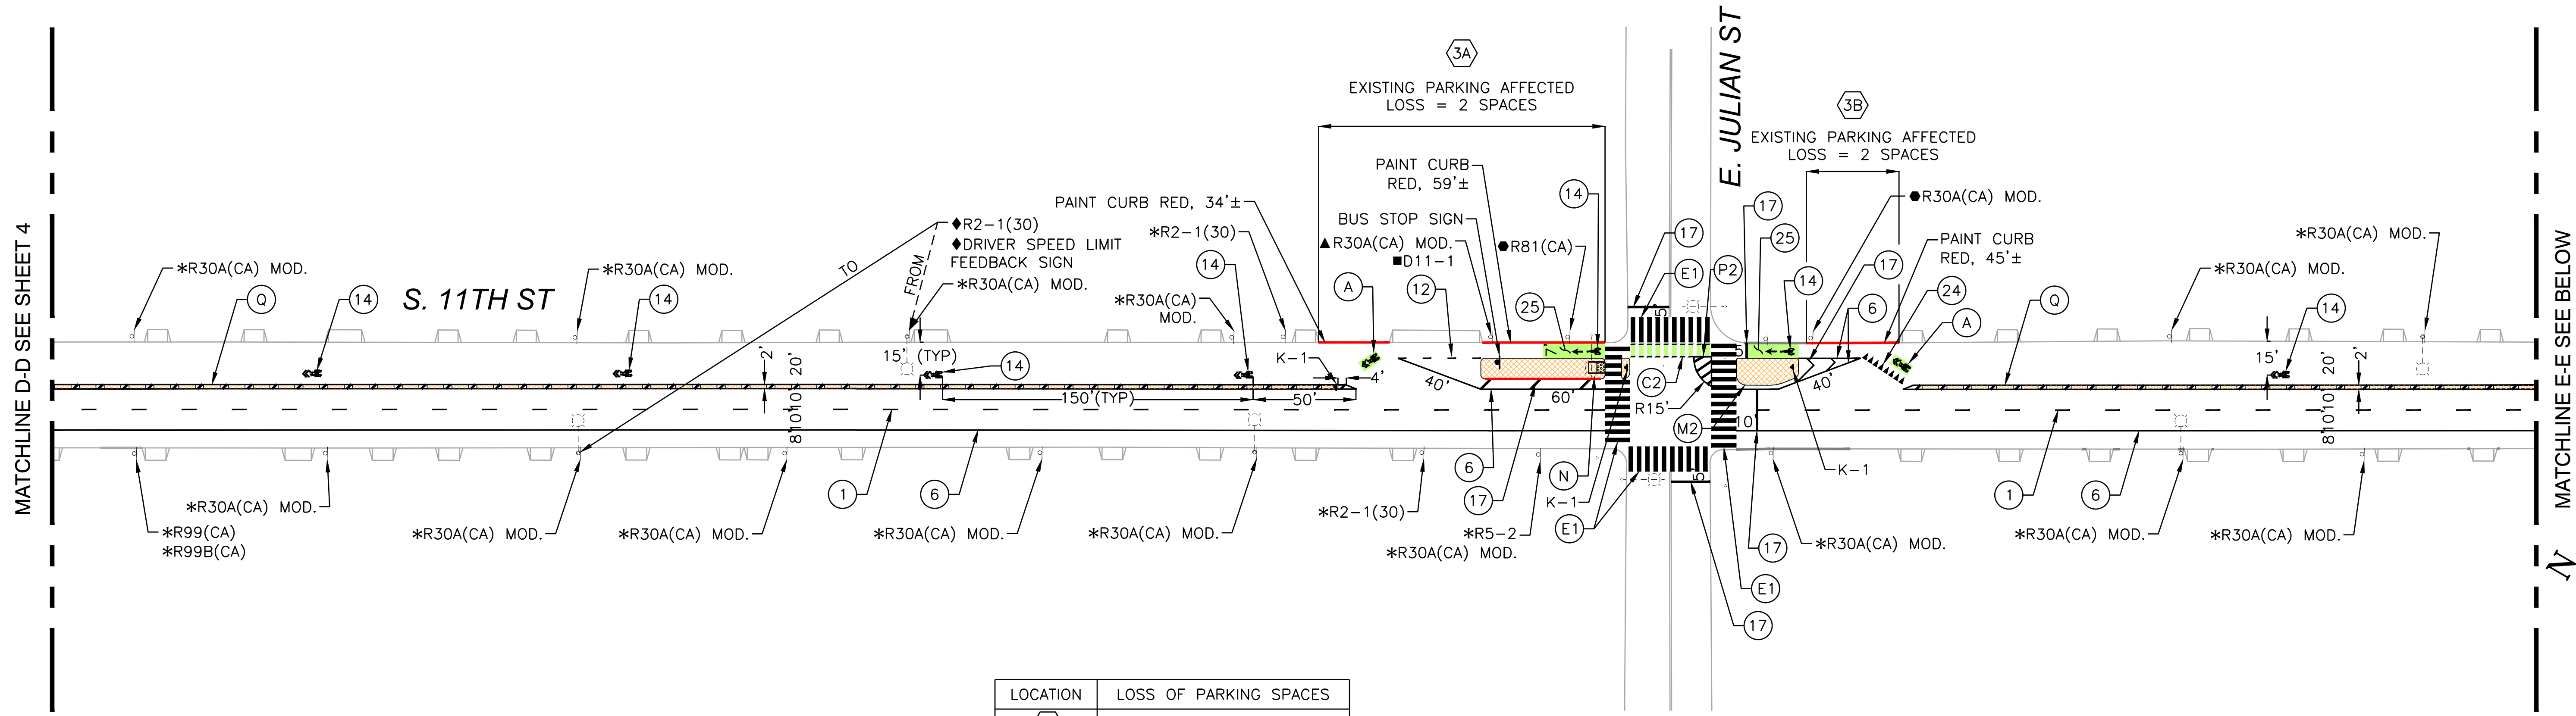 MATCHLINE D-D SEE SHEET 4
*R30A(CA) MOD.
Q
14
S. 11TH ST
*R30A(CA) MOD.
14
TO
FROM
♦R2-1(30)
♦DRIVER SPEED LIMIT
FEEDBACK SIGN
*R30A(CA) MOD.
15' (TYP)
14
2'
20'
10'
10'
8'
150'(TYP)
50'
4'
K-1
*R30A(CA)
MOD.
14
*R2-1(30)
PAINT CURB RED, 34'±
A
3A
EXISTING PARKING AFFECTED
LOSS = 2 SPACES
PAINT CURB
RED, 59'±
BUS STOP SIGN
▲R30A(CA) MOD.
■D11-1
12
25
14
⬣R81(CA)
7'
40'
60'
17
E1
P2
5'
E. JULIAN ST
3B
EXISTING PARKING AFFECTED
LOSS = 2 SPACES
⬣R30A(CA) MOD.
17
25
14
17
6
PAINT CURB
RED, 45'±
24
A
Q
5'
40'
C2
R15'
M2
10'
K-1
*R30A(CA) MOD.
*R30A(CA) MOD.
14
15'
20'
2'
10'
10'
8'
MATCHLINE E-E SEE BELOW
N
*R99(CA)
*R99B(CA)
*R30A(CA) MOD.
*R30A(CA) MOD.
*R30A(CA) MOD.
1
6
*R30A(CA) MOD.
*R30A(CA) MOD.
*R2-1(30)
6
17
*R5-2
*R30A(CA) MOD.
N
K-1
E1
5'
17
E1
17
*R30A(CA) MOD.
1
6
*R30A(CA) MOD.
*R30A(CA) MOD.
LOCATION
LOSS OF PARKING SPACES